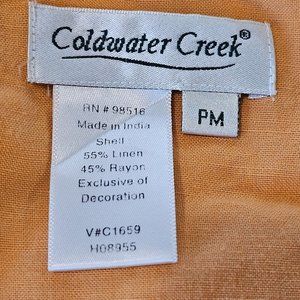 Coldwater Creek®
PM
RN # 98516
Made in India
Shell
55% Linen
45% Rayon
Exclusive of
Decoration
V#C1659
H08955